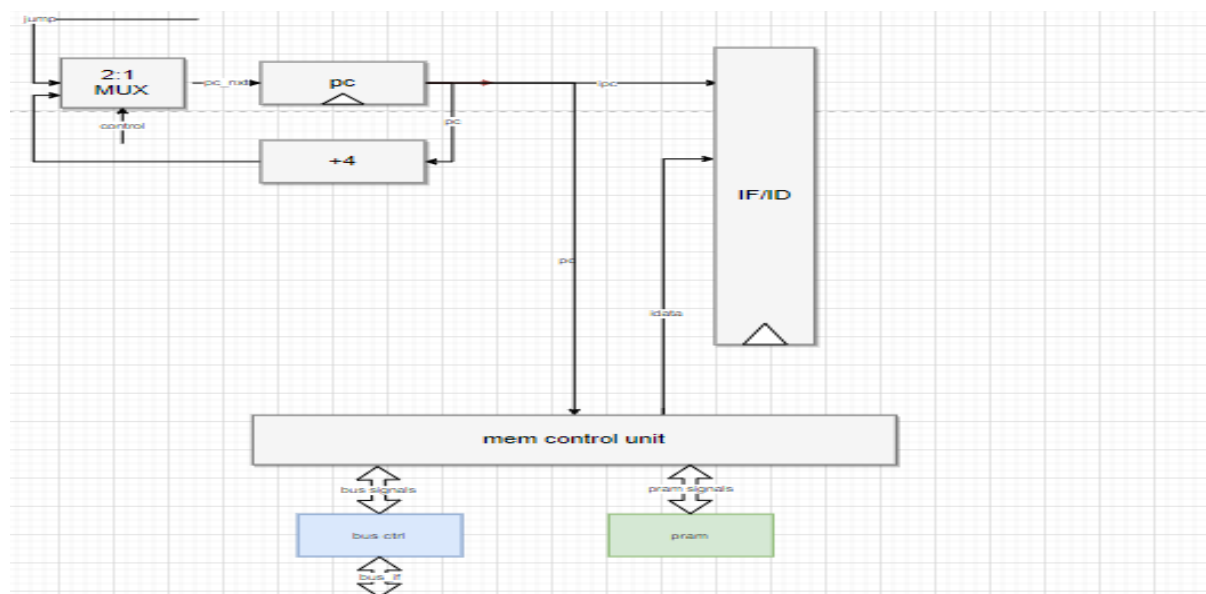 jump
2:1
MUX
pc_nxt
pc
ipc
control
pc
+4
IF/ID
pc
idata
mem control unit
bus signals
pram signals
bus ctrl
pram
bus_if